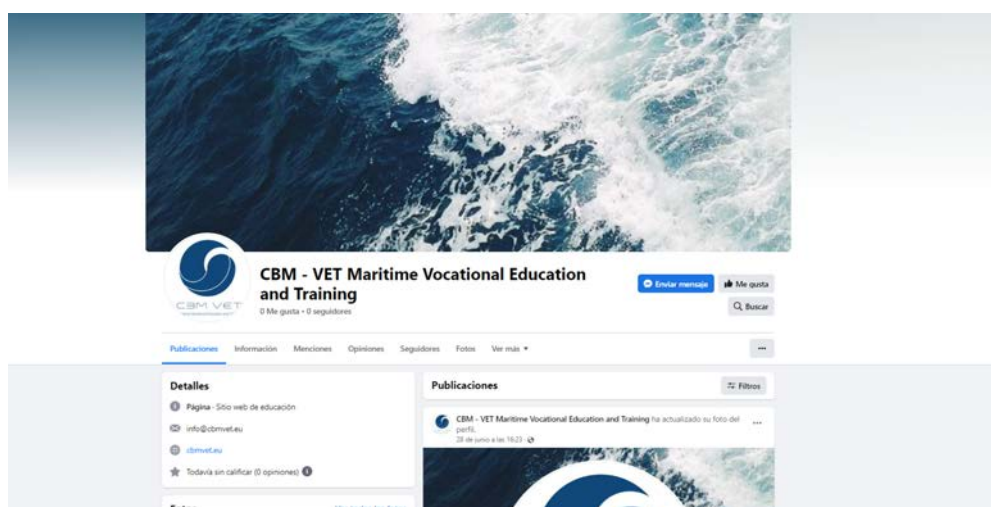 CBM - VET Maritime Vocational Education
and Training
0 Me gusta • 0 seguidores
Enviar mensaje
Me gusta
Buscar
CBM VET
Publicaciones
Información
Menciones
Opiniones
Seguidores
Fotos
Ver más
Detalles
Página · Sitio web de educación
info@cbmvet.eu
cbmvet.eu
Todavía sin calificar (0 opiniones)
Publicaciones
Filtros
CBM - VET Maritime Vocational Education and Training ha actualizado su foto del
perfil.
28 de junio a las 16:23 ·